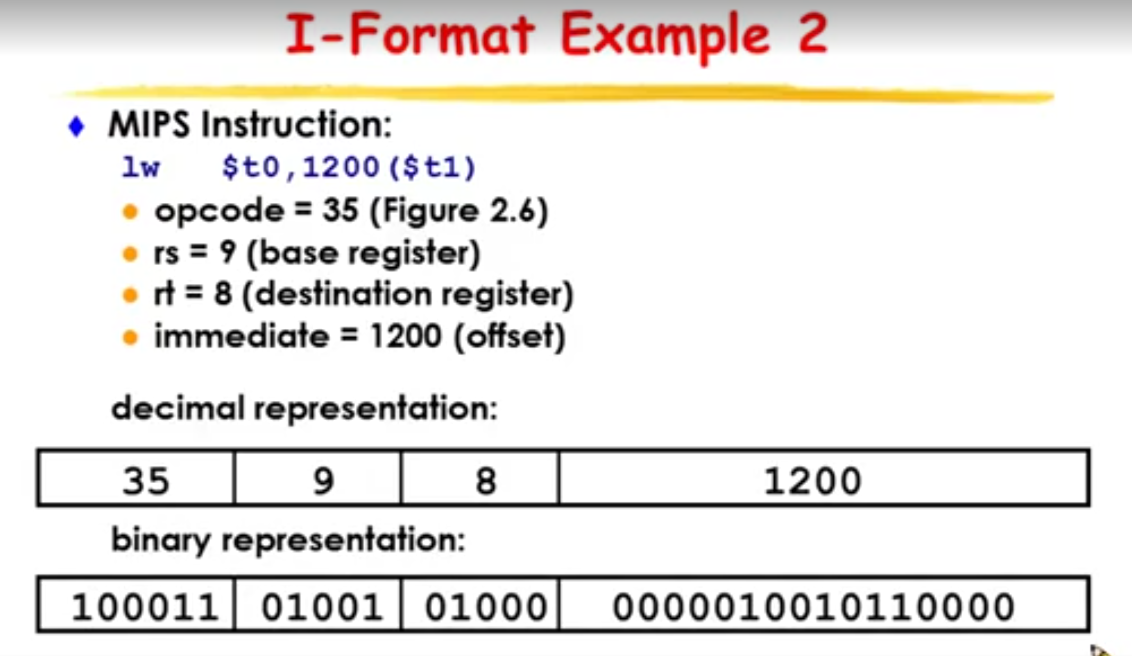 I-Format Example 2
MIPS Instruction:
lw $t0,1200($t1)
opcode = 35 (Figure 2.6)
rs = 9 (base register)
rt = 8 (destination register)
immediate = 1200 (offset)
decimal representation:
35 9 8 1200
binary representation:
100011 01001 01000 0000010010110000